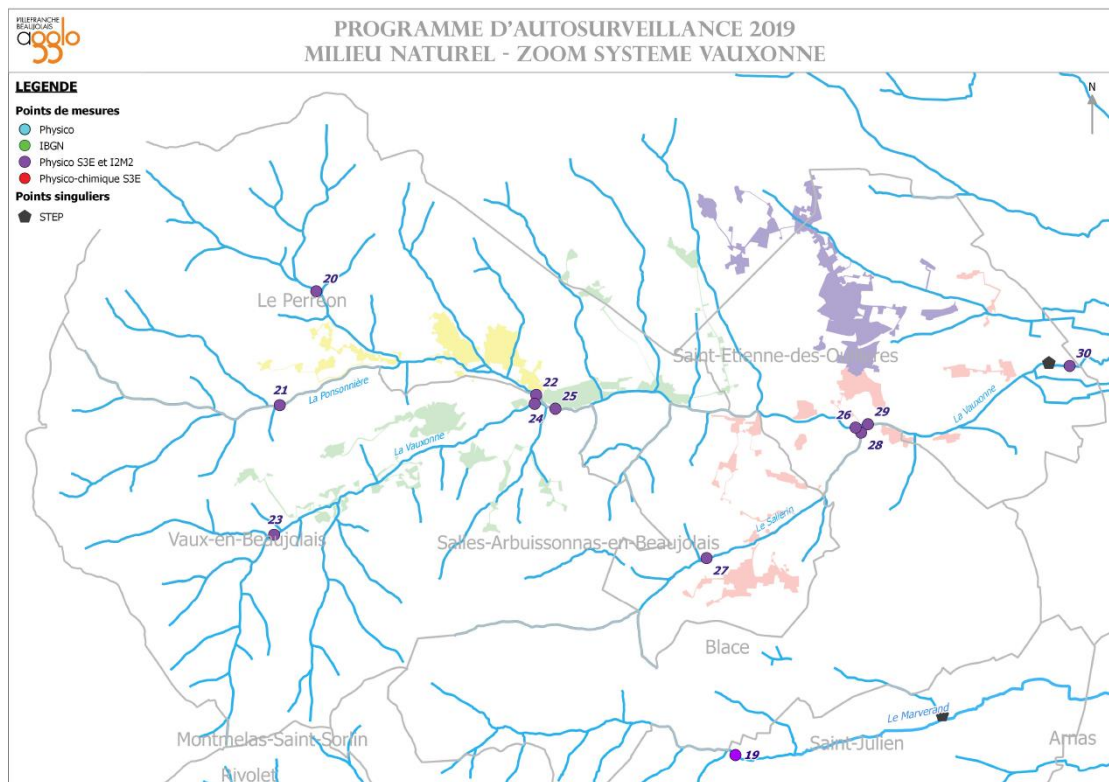 VILLEFRANCHE
BEAUJOLAIS
agglo
PROGRAMME D'AUTOSURVEILLANCE 2019
MILIEU NATUREL - ZOOM SYSTEME VAUXONNE
LEGENDE
Points de mesures
Physico
IBGN
Physico S3E et I2M2
Physico-chimique S3E
Points singuliers
STEP
N
20
Le Perréon
Saint-Etienne-des-Oullières
30
21
La Ponsonnière
22
25
24
La Vauxonne
26
29
28
La Vauxonne
23
Vaux-en-Beaujolais
Salles-Arbuissonnas-en-Beaujolais
Le Sallerin
27
Blacé
Le Marverand
Montmelas-Saint-Sorlin
19
Saint-Julien
Arnas
Rivolet